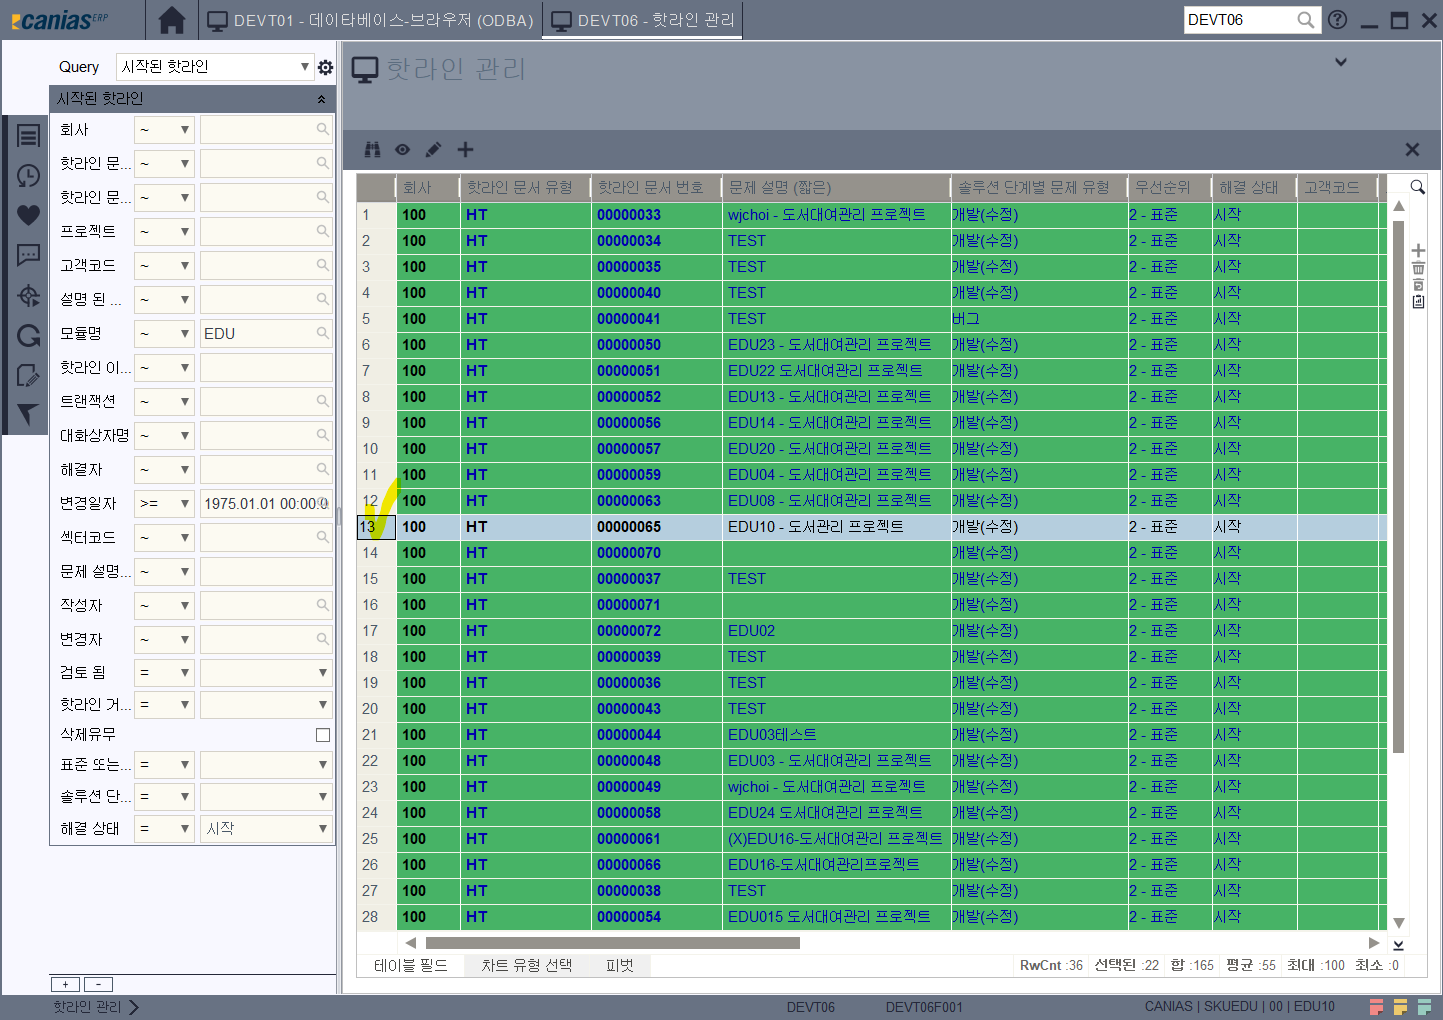 canias ERP
DEVT01 - 데이타베이스-브라우저 (ODBA)
DEVT06 - 핫라인 관리
DEVT06
Query 시작된 핫라인
시작된 핫라인
회사 ~
핫라인 문... ~
핫라인 문... ~
프로젝트 ~
고객코드 ~
설명 된 ... ~
모듈명 ~ EDU
핫라인 이... ~
트랜잭션 ~
대화상자명 ~
해결자 ~
변경일자 >= 1975.01.01 00:00:0
섹터코드 ~
문제 설명... ~
작성자 ~
변경자 ~
검토 됨 =
핫라인 거... =
삭제유무
표준 또는... =
솔루션 단... =
해결 상태 = 시작
+ -
핫라인 관리
회사 핫라인 문서 유형 핫라인 문서 번호 문제 설명 (짧은) 솔루션 단계별 문제 유형 우선순위 해결 상태 고객코드
1 100 HT 00000033 wjchoi - 도서대여관리 프로젝트 개발(수정) 2 - 표준 시작
2 100 HT 00000034 TEST 개발(수정) 2 - 표준 시작
3 100 HT 00000035 TEST 개발(수정) 2 - 표준 시작
4 100 HT 00000040 TEST 개발(수정) 2 - 표준 시작
5 100 HT 00000041 TEST 버그 2 - 표준 시작
6 100 HT 00000050 EDU23 - 도서대여관리 프로젝트 개발(수정) 2 - 표준 시작
7 100 HT 00000051 EDU22 도서대여관리 프로젝트 개발(수정) 2 - 표준 시작
8 100 HT 00000052 EDU13 - 도서대여관리 프로젝트 개발(수정) 2 - 표준 시작
9 100 HT 00000056 EDU14 - 도서대여관리 프로젝트 개발(수정) 2 - 표준 시작
10 100 HT 00000057 EDU20 - 도서대여관리 프로젝트 개발(수정) 2 - 표준 시작
11 100 HT 00000059 EDU04 - 도서대여관리 프로젝트 개발(수정) 2 - 표준 시작
12 100 HT 00000063 EDU08 - 도서대여관리 프로젝트 개발(수정) 2 - 표준 시작
13 100 HT 00000065 EDU10 - 도서관리 프로젝트 개발(수정) 2 - 표준 시작
14 100 HT 00000070 개발(수정) 2 - 표준 시작
15 100 HT 00000037 TEST 개발(수정) 2 - 표준 시작
16 100 HT 00000071 개발(수정) 2 - 표준 시작
17 100 HT 00000072 EDU02 개발(수정) 2 - 표준 시작
18 100 HT 00000039 TEST 개발(수정) 2 - 표준 시작
19 100 HT 00000036 TEST 개발(수정) 2 - 표준 시작
20 100 HT 00000043 TEST 개발(수정) 2 - 표준 시작
21 100 HT 00000044 EDU03테스트 개발(수정) 2 - 표준 시작
22 100 HT 00000048 EDU03 - 도서대여관리 프로젝트 개발(수정) 2 - 표준 시작
23 100 HT 00000049 wjchoi - 도서대여관리 프로젝트 개발(수정) 2 - 표준 시작
24 100 HT 00000058 EDU24 도서대여관리 프로젝트 개발(수정) 2 - 표준 시작
25 100 HT 00000061 (X)EDU16-도서대여관리 프로젝트 개발(수정) 2 - 표준 시작
26 100 HT 00000066 EDU16-도서대여관리프로젝트 개발(수정) 2 - 표준 시작
27 100 HT 00000038 TEST 개발(수정) 2 - 표준 시작
28 100 HT 00000054 EDU015 도서대여관리 프로젝트 개발(수정) 2 - 표준 시작
테이블 필드 차트 유형 선택 피벗
RwCnt :36 선택된 :22 합 :165 평균 :55 최대 :100 최소 :0
핫라인 관리 DEVT06 DEVT06F001 CANIAS | SKUEDU | 00 | EDU10